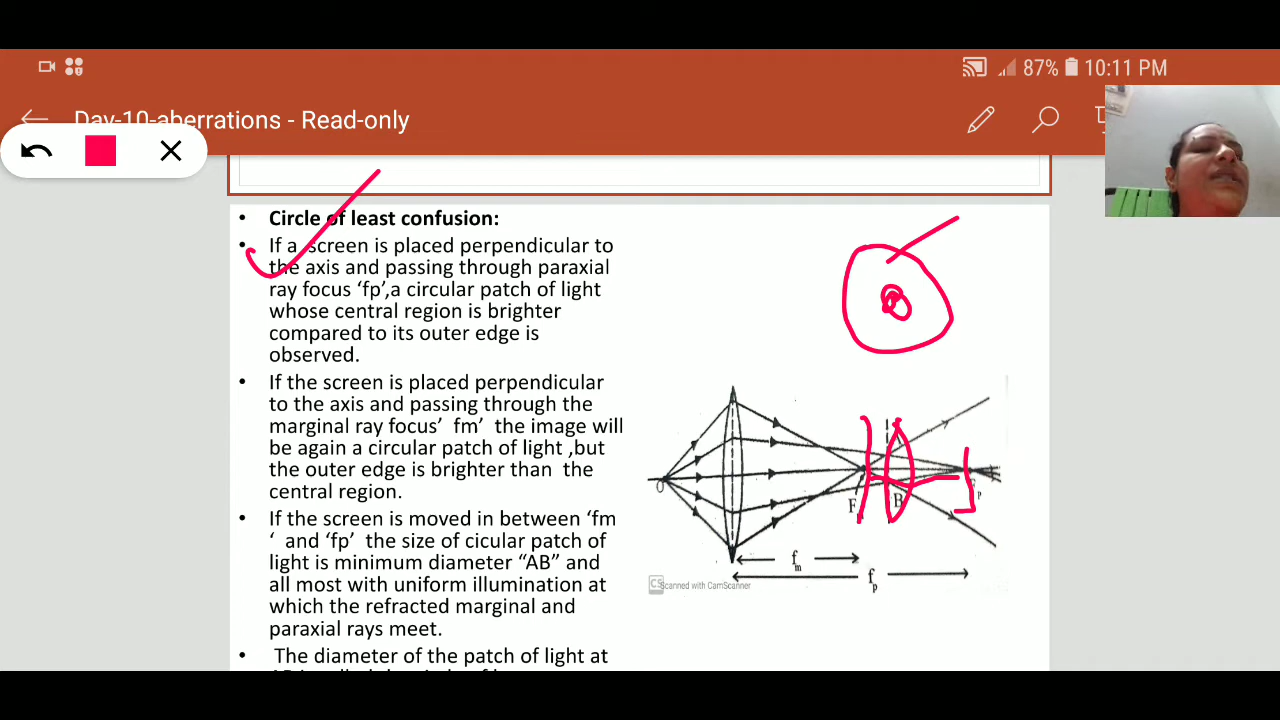 87% 10:11 PM
Day-10-aberrations - Read-only
• Circle of least confusion:
• If a screen is placed perpendicular to
the axis and passing through paraxial
ray focus ‘fp’,a circular patch of light
whose central region is brighter
compared to its outer edge is
observed.
• If the screen is placed perpendicular
to the axis and passing through the
marginal ray focus’ fm’ the image will
be again a circular patch of light ,but
the outer edge is brighter than the
central region.
• If the screen is moved in between ‘fm
‘ and ‘fp’ the size of cicular patch of
light is minimum diameter “AB” and
all most with uniform illumination at
which the refracted marginal and
paraxial rays meet.
• The diameter of the patch of light at
O
F
B
Fp
fm
fp
CS Scanned with CamScanner